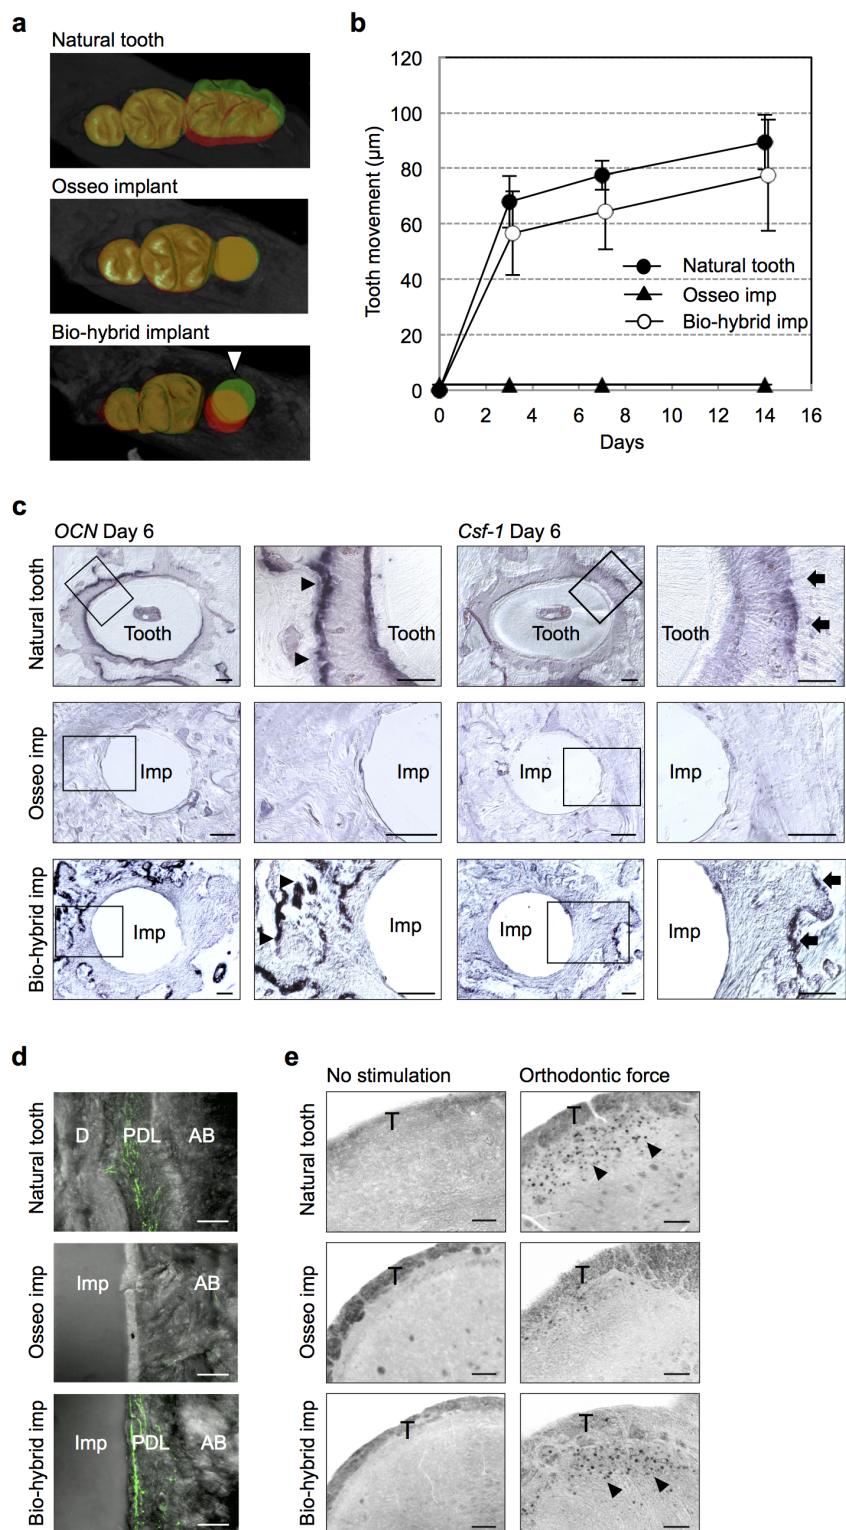 a
Natural tooth
Osseo implant
Bio-hybrid implant
b
Tooth movement (μm)
120
100
80
60
40
20
0
0 2 4 6 8 10 12 14 16
Days
Natural tooth
Osseo imp
Bio-hybrid imp
c
OCN Day 6
Csf-1 Day 6
Natural tooth
Tooth
Tooth
Tooth
Tooth
Osseo imp
Imp
Imp
Imp
Imp
Bio-hybrid imp
Imp
Imp
Imp
Imp
d
Natural tooth
D PDL AB
Osseo imp
Imp AB
Bio-hybrid imp
Imp PDL AB
e
No stimulation
Orthodontic force
Natural tooth
T
T
Osseo imp
T
T
Bio-hybrid imp
T
T